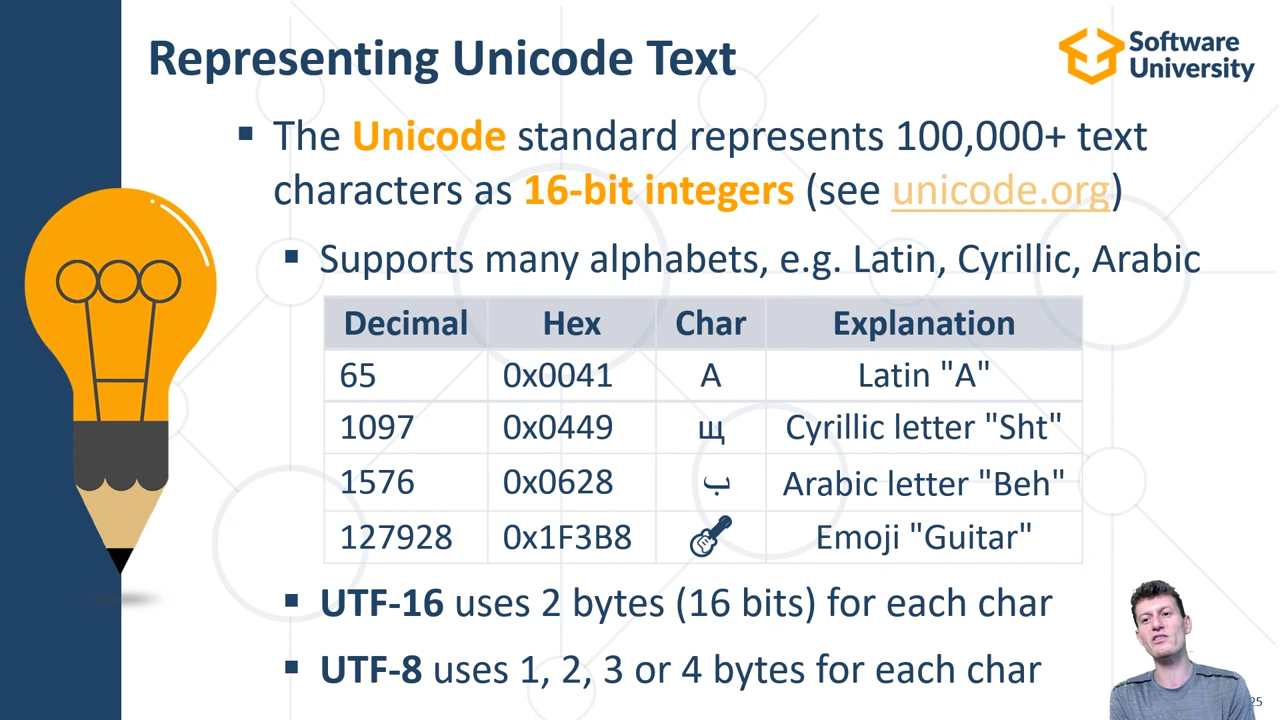 Representing Unicode Text
Software
University
▪ The Unicode standard represents 100,000+ text
characters as 16-bit integers (see unicode.org)
▪ Supports many alphabets, e.g. Latin, Cyrillic, Arabic
Decimal Hex Char Explanation
65 0x0041 A Latin "A"
1097 0x0449 щ Cyrillic letter "Sht"
1576 0x0628 ب Arabic letter "Beh"
127928 0x1F3B8 🎸 Emoji "Guitar"
▪ UTF-16 uses 2 bytes (16 bits) for each char
▪ UTF-8 uses 1, 2, 3 or 4 bytes for each char
25